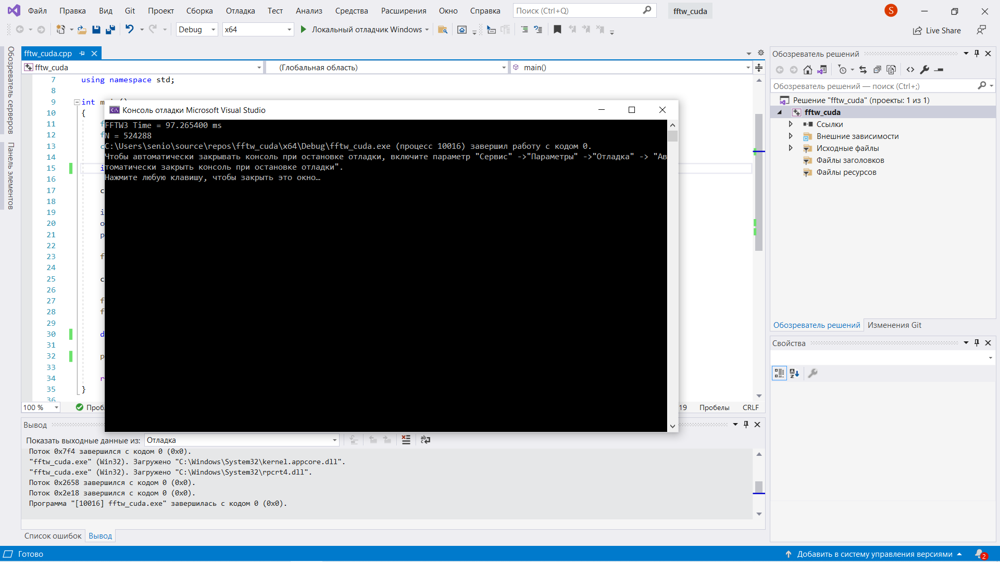 Файл Правка Вид Git Проект Сборка Отладка Тест Анализ Средства Расширения Окно Справка Поиск (Ctrl+Q) fftw_cuda S
Debug x64 Локальный отладчик Windows Live Share
Обозреватель серверов
Панель элементов
fftw_cuda.cpp
fftw_cuda (Глобальная область) main()
7 using namespace std;
8
9 int main()
10 {
11 f
12 f
13 c
14
15 i
16
17 c
18
19 i
20 o
21 p
22
23 f
24
25 c
26
27 f
28 f
29
30 d
31
32 p
33
34 r
35 }
36
Консоль отладки Microsoft Visual Studio
FFTW3 Time = 97.265400 ms
N = 524288
C:\Users\senio\source\repos\fftw_cuda\x64\Debug\fftw_cuda.exe (процесс 10016) завершил работу с кодом 0.
Чтобы автоматически закрывать консоль при остановке отладки, включите параметр "Сервис" ->"Параметры" ->"Отладка" -> "Ав
томатически закрыть консоль при остановке отладки".
Нажмите любую клавишу, чтобы закрыть это окно…
100 % Проб 19 Пробелы CRLF
Вывод
Показать выходные данные из: Отладка
Поток 0x7f4 завершился с кодом 0 (0x0).
"fftw_cuda.exe" (Win32). Загружено "C:\Windows\System32\kernel.appcore.dll".
"fftw_cuda.exe" (Win32). Загружено "C:\Windows\System32\rpcrt4.dll".
Поток 0x2658 завершился с кодом 0 (0x0).
Поток 0x2e18 завершился с кодом 0 (0x0).
Программа "[10016] fftw_cuda.exe" завершилась с кодом 0 (0x0).
Список ошибок Вывод
Обозреватель решений
Обозреватель решений — поиск (Ctrl+;)
Решение "fftw_cuda" (проекты: 1 из 1)
fftw_cuda
Ссылки
Внешние зависимости
Исходные файлы
Файлы заголовков
Файлы ресурсов
Обозреватель решений Изменения Git
Свойства
Готово Добавить в систему управления версиями 2